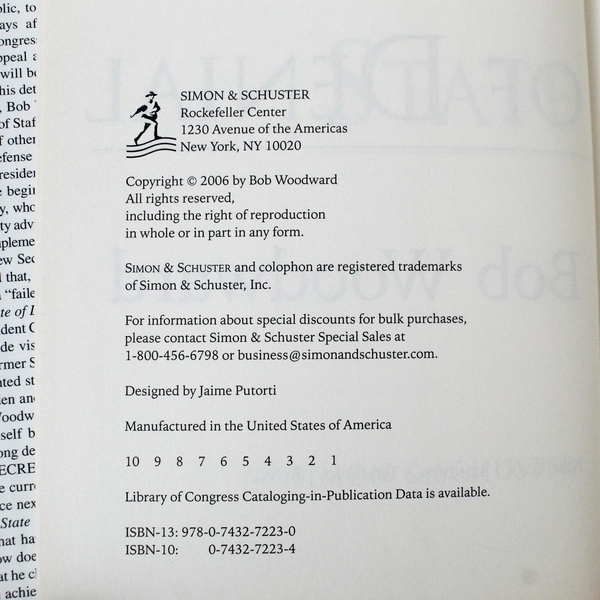 SIMON & SCHUSTER
Rockefeller Center
1230 Avenue of the Americas
New York, NY 10020
Copyright © 2006 by Bob Woodward
All rights reserved,
including the right of reproduction
in whole or in part in any form.
SIMON & SCHUSTER and colophon are registered trademarks
of Simon & Schuster, Inc.
For information about special discounts for bulk purchases,
please contact Simon & Schuster Special Sales at
1-800-456-6798 or business@simonandschuster.com.
Designed by Jaime Putorti
Manufactured in the United States of America
10 9 8 7 6 5 4 3 2 1
Library of Congress Cataloging-in-Publication Data is available.
ISBN-13: 978-0-7432-7223-0
ISBN-10: 0-7432-7223-4